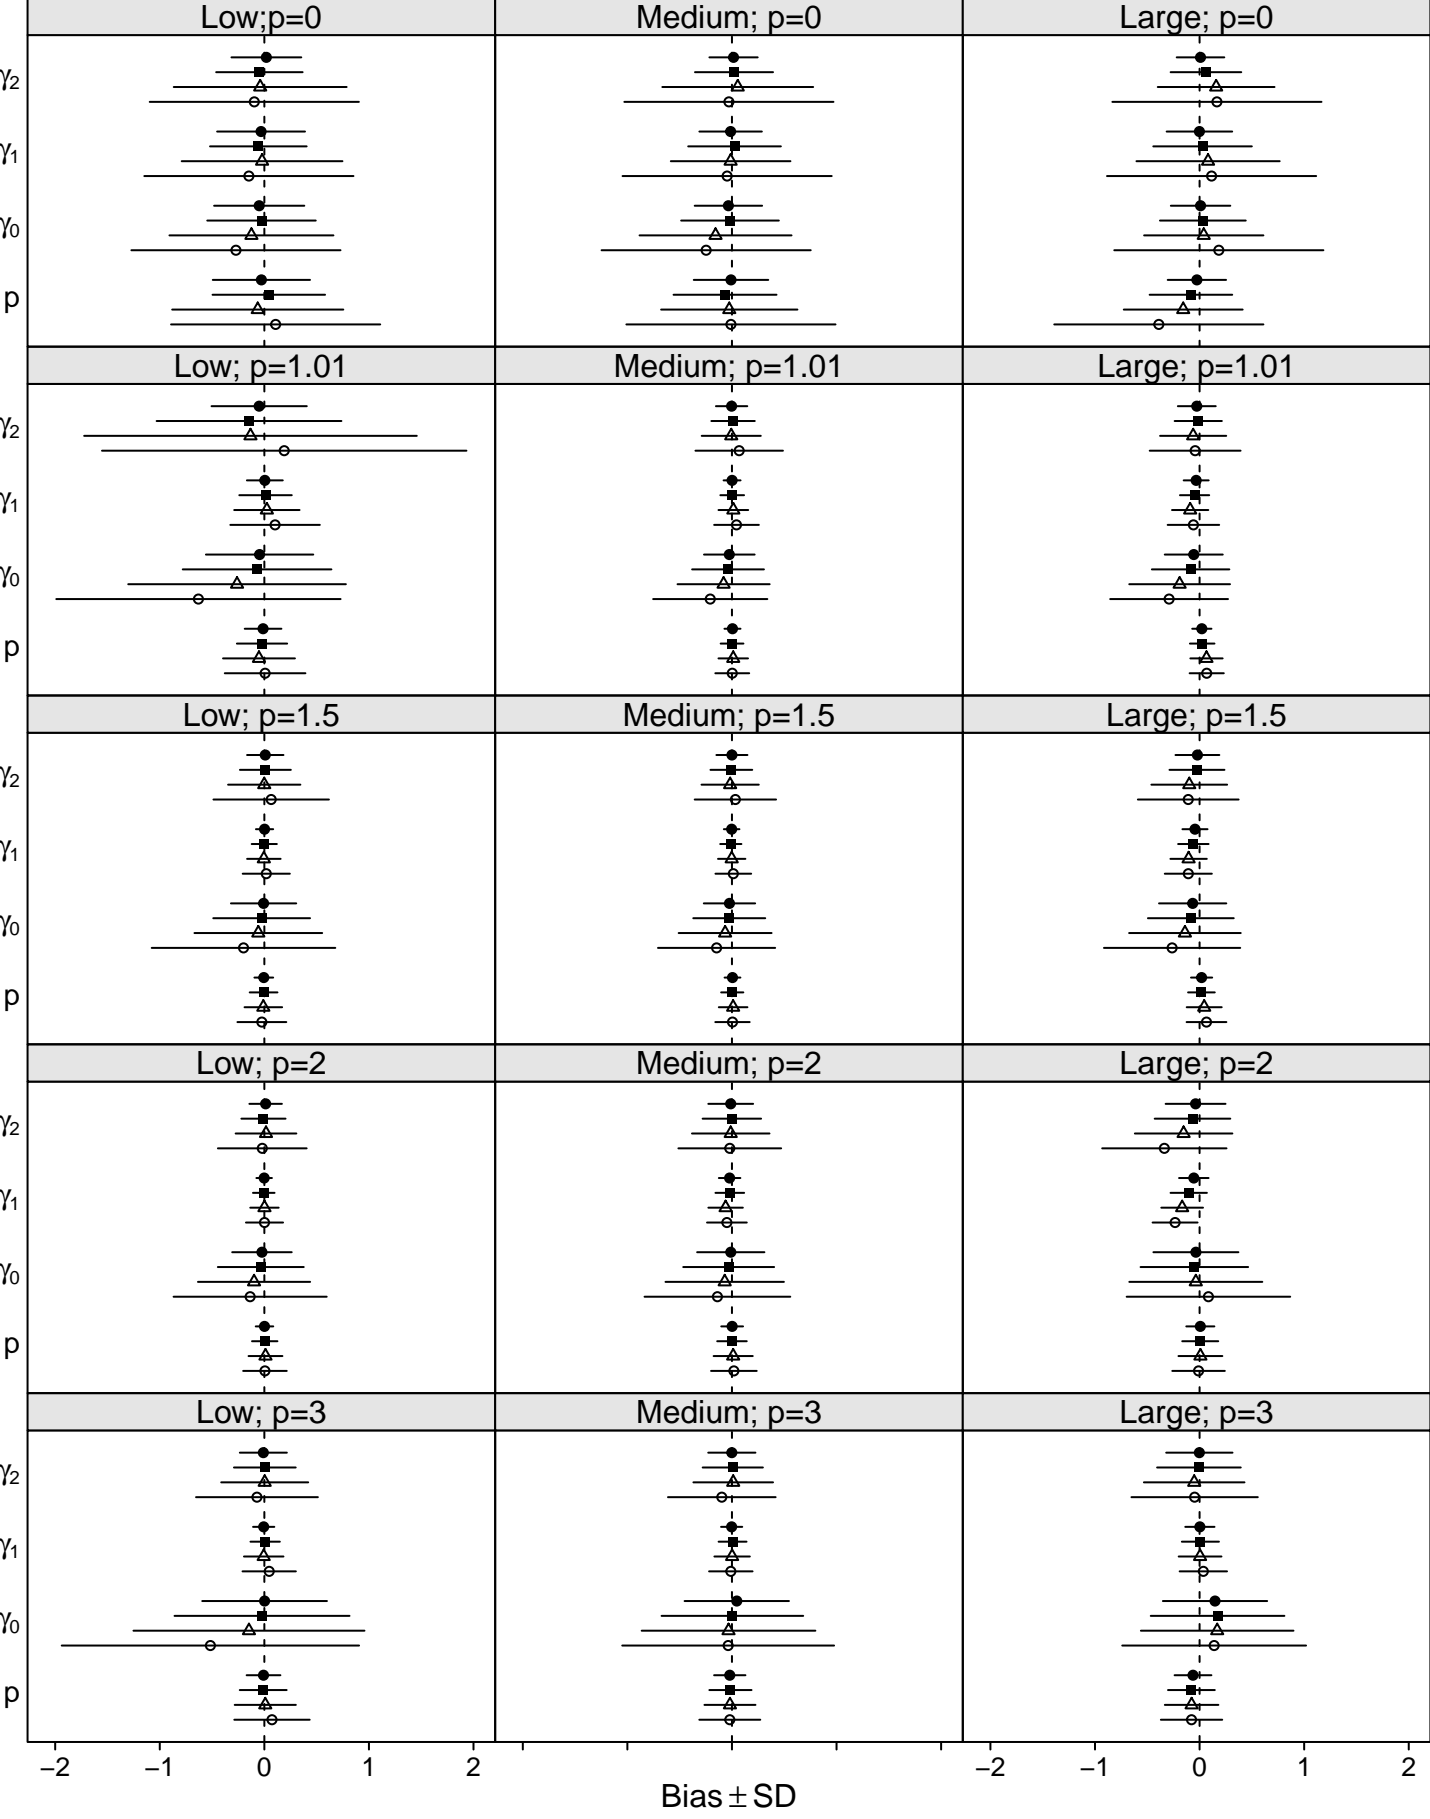 Low;p=0 Medium; p=0 Large; p=0
γ2
γ1
γ0
p
Low; p=1.01 Medium; p=1.01 Large; p=1.01
γ2
γ1
γ0
p
Low; p=1.5 Medium; p=1.5 Large; p=1.5
γ2
γ1
γ0
p
Low; p=2 Medium; p=2 Large; p=2
γ2
γ1
γ0
p
Low; p=3 Medium; p=3 Large; p=3
γ2
γ1
γ0
p
−2 −1 0 1 2 −2 −1 0 1 2
Bias ± SD